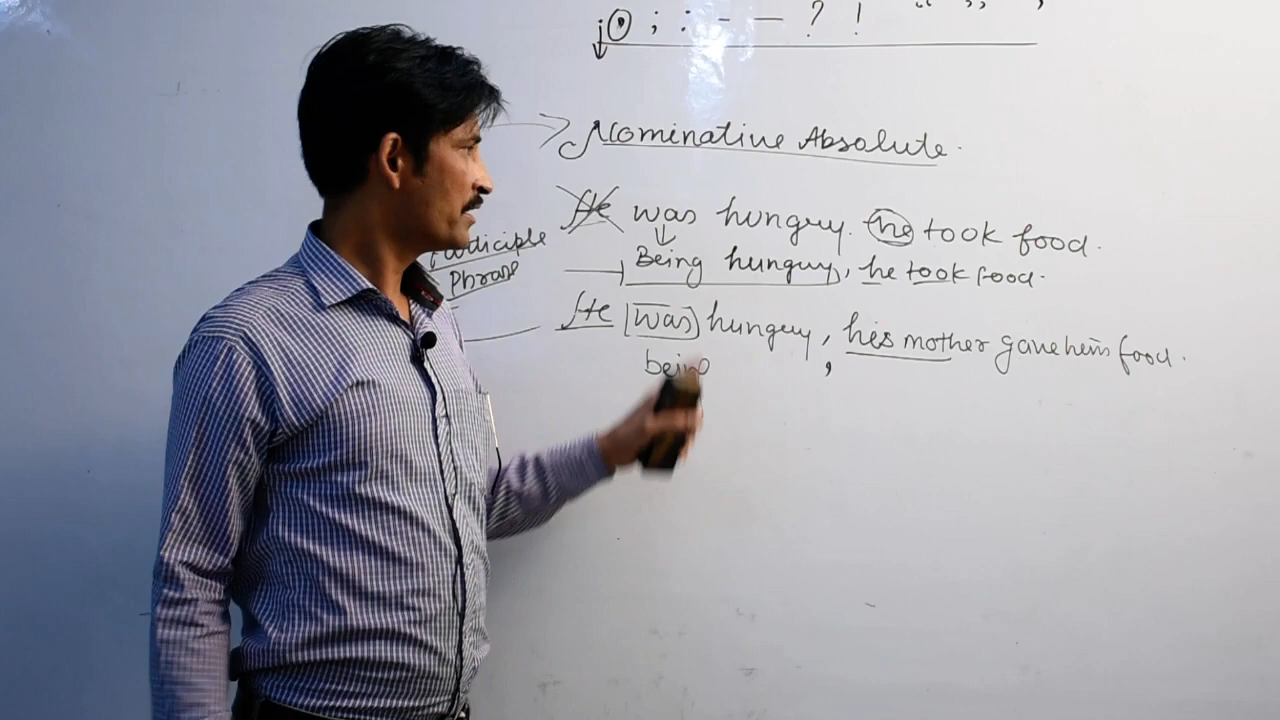 ; : - — ? ! “ ,, ’
Nominative Absolute.
He was hungry. he took food.
Participle
Phrase
Being hungry, he took food.
He was hungry, his mother gave him food.
being ,